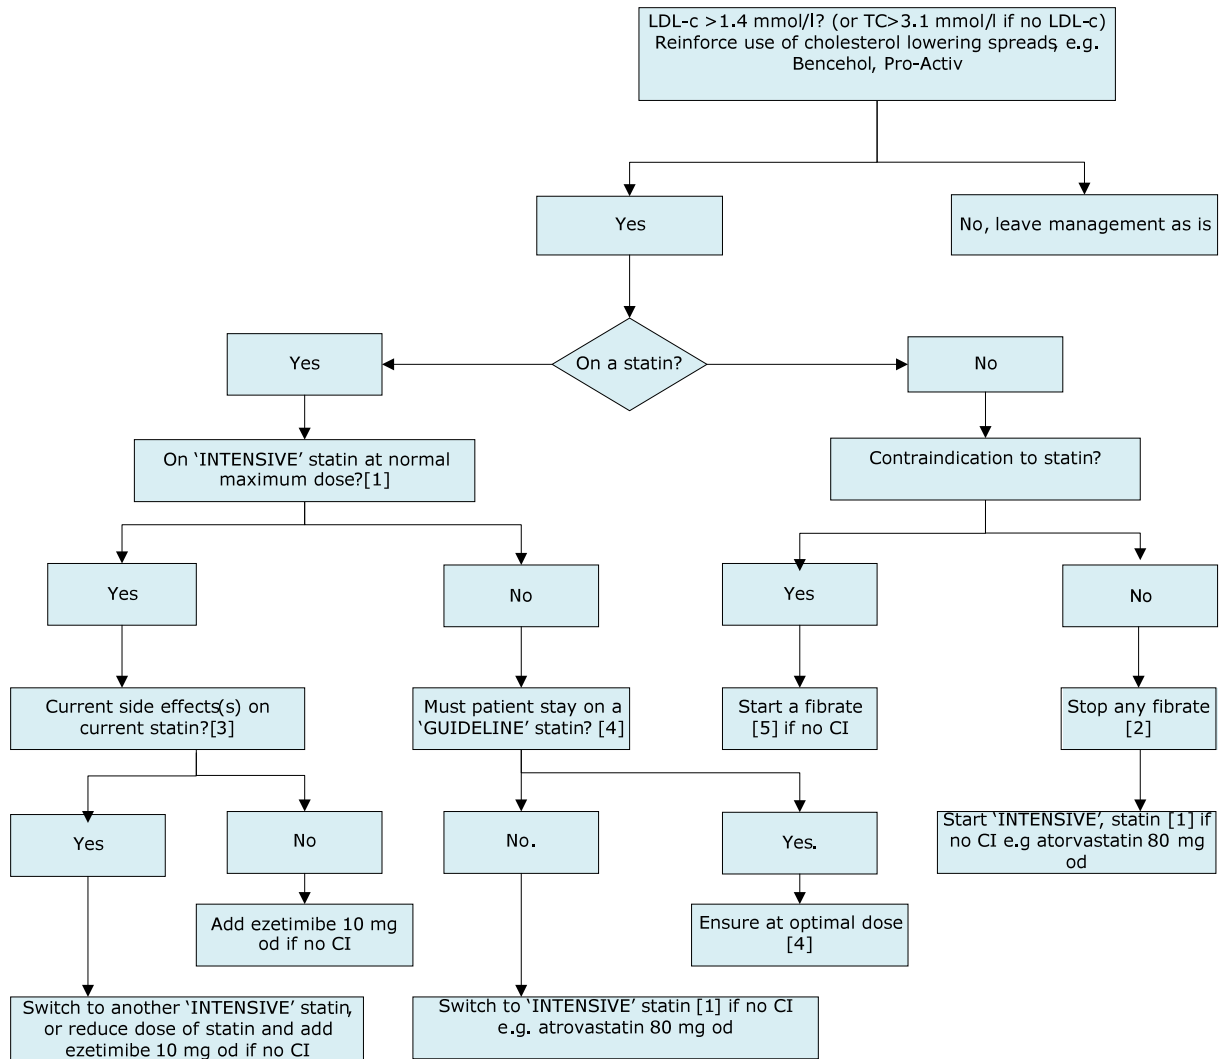 LDL-c >1.4 mmol/l? (or TC>3.1 mmol/l if no LDL-c)
Reinforce use of cholesterol lowering spreads, e.g.
Bencehol, Pro-Activ
Yes
No, leave management as is
On a statin?
Yes
No
On ‘INTENSIVE’ statin at normal
maximum dose?[1]
Contraindication to statin?
Yes
No
Yes
No
Current side effects(s) on
current statin?[3]
Must patient stay on a
‘GUIDELINE’ statin? [4]
Start a fibrate
[5] if no CI
Stop any fibrate
[2]
Yes
No
No.
Yes.
Start ‘INTENSIVE’, statin [1] if
no CI e.g atorvastatin 80 mg
od
Add ezetimibe 10 mg
od if no CI
Ensure at optimal dose
[4]
Switch to another ‘INTENSIVE’ statin,
or reduce dose of statin and add
ezetimibe 10 mg od if no CI
Switch to ‘INTENSIVE’ statin [1] if no CI
e.g. atrovastatin 80 mg od